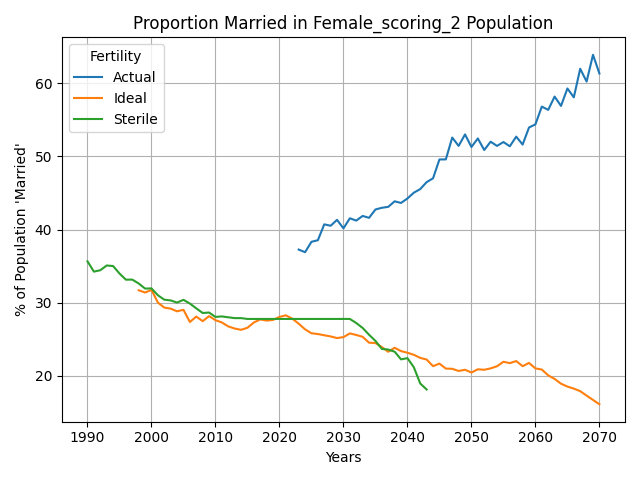 Proportion Married in Female_scoring_2 Population
Fertility
Actual
Ideal
Sterile
% of Population 'Married'
60
50
40
30
20
1990 2000 2010 2020 2030 2040 2050 2060 2070
Years